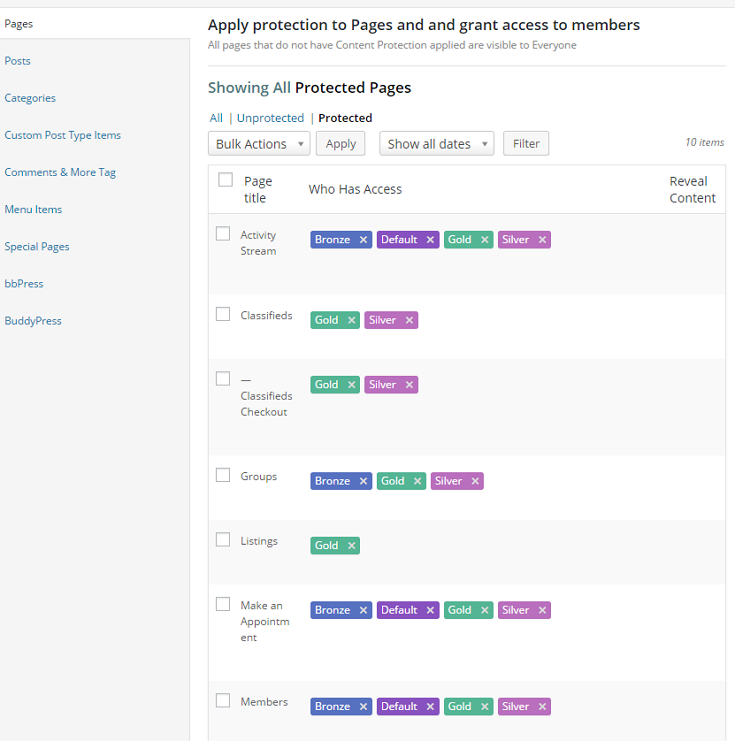 Pages
Posts
Categories
Custom Post Type Items
Comments & More Tag
Menu Items
Special Pages
bbPress
BuddyPress
Apply protection to Pages and and grant access to members
All pages that do not have Content Protection applied are visible to Everyone
Showing All Protected Pages
All | Unprotected | Protected
Bulk Actions Apply Show all dates Filter 10 items
Page Who Has Access Reveal
title Content
Activity Bronze × Default × Gold × Silver ×
Stream
Classifieds Gold × Silver ×
— Gold × Silver ×
Classifieds
Checkout
Groups Bronze × Gold × Silver ×
Listings Gold ×
Make an Bronze × Default × Gold × Silver ×
Appointm
ent
Members Bronze × Default × Gold × Silver ×